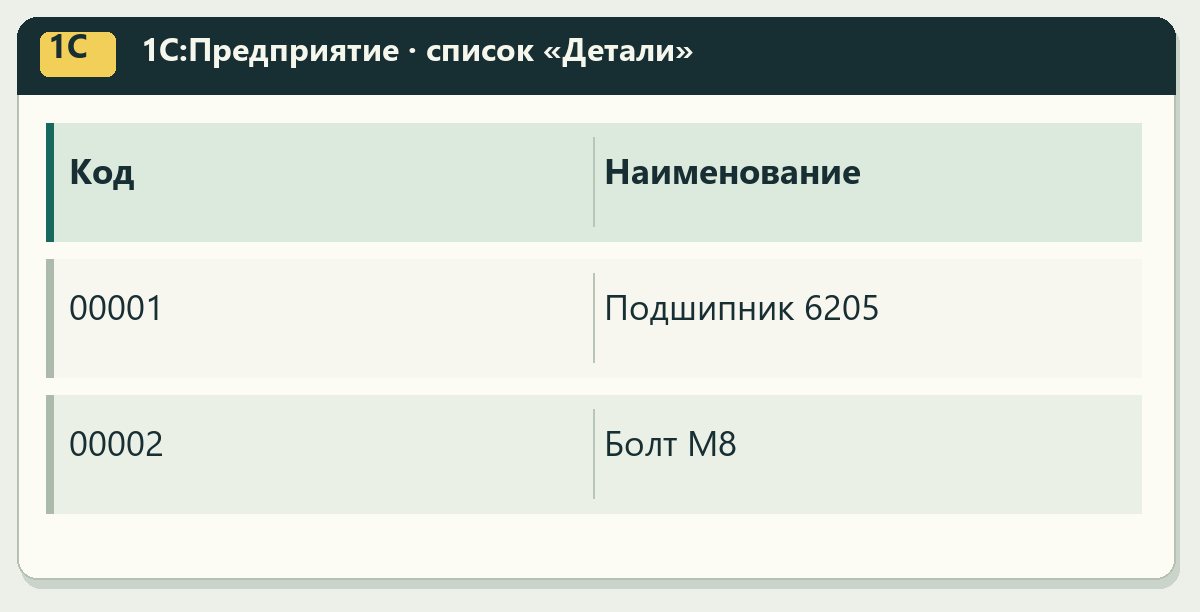 1С 1С:Предприятие · список «Детали»
Код Наименование
00001 Подшипник 6205
00002 Болт М8